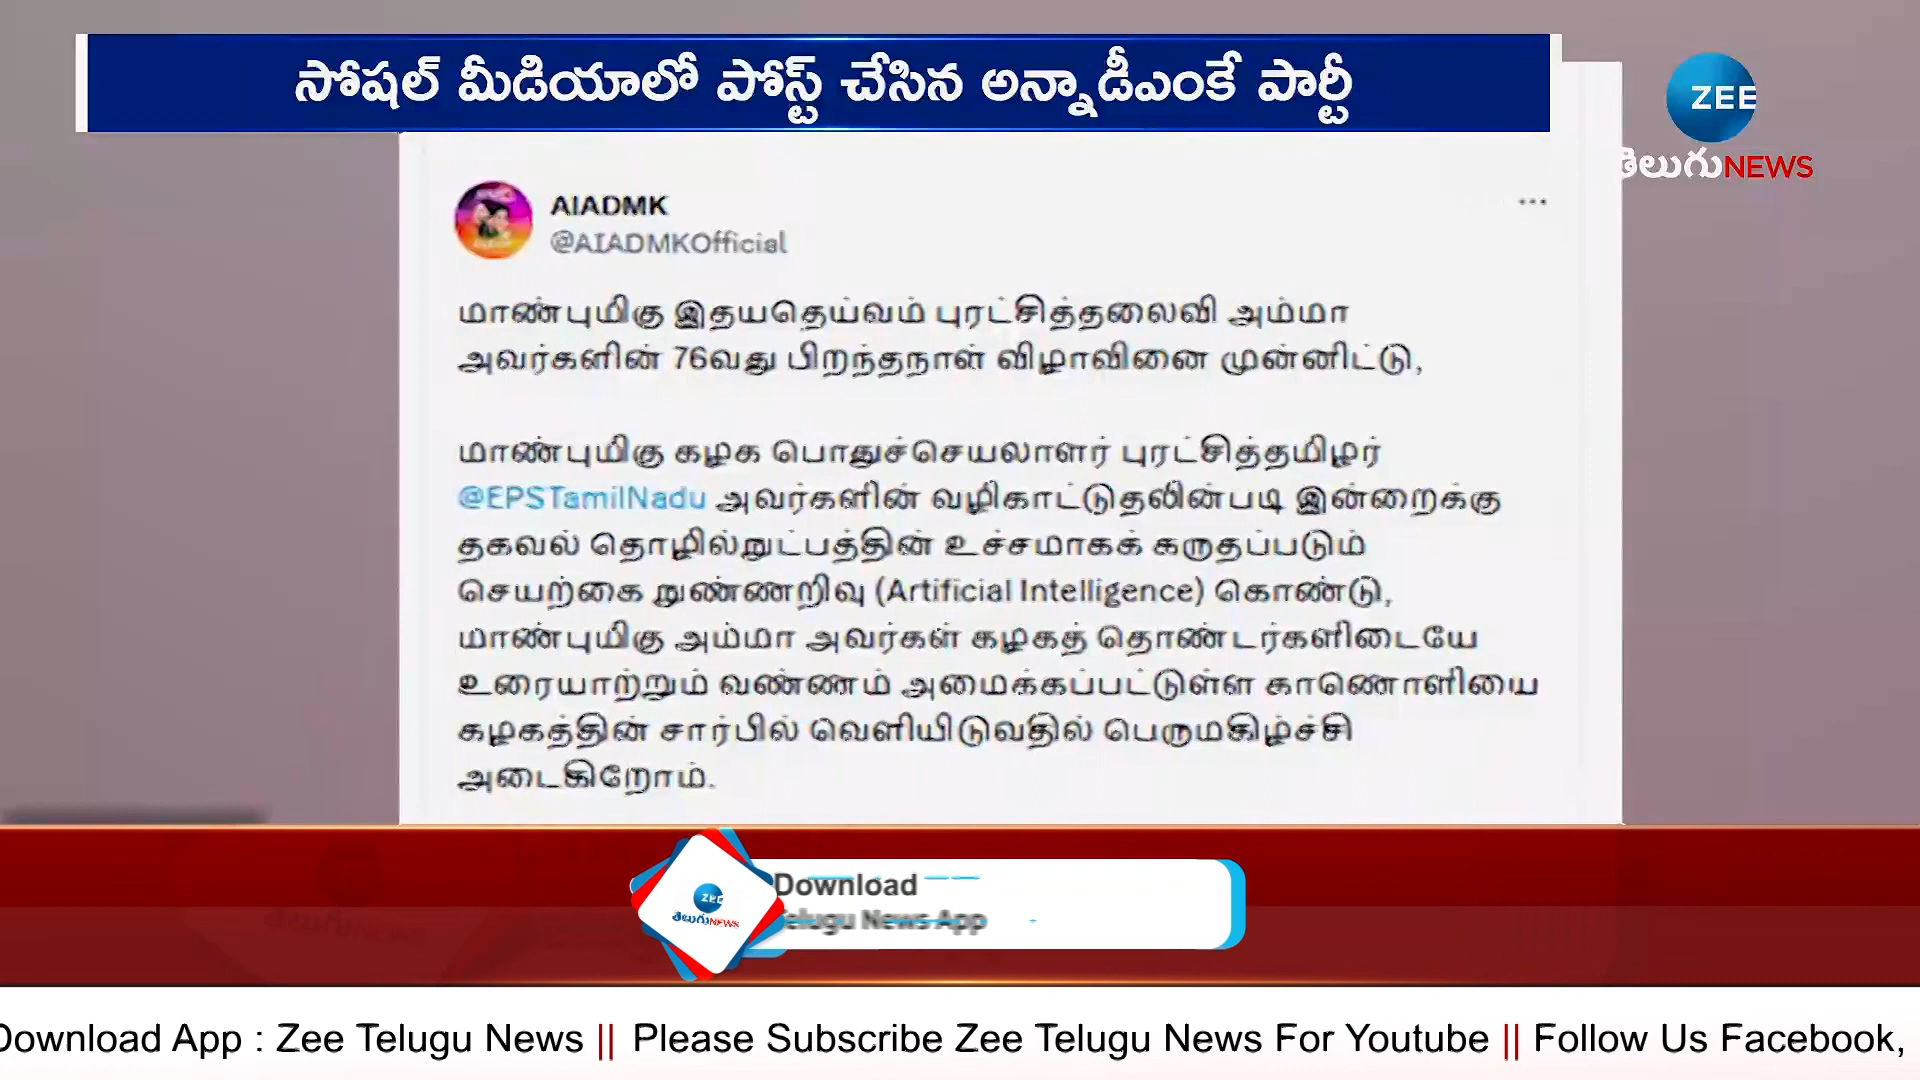 సోషల్ మీడియాలో పోస్ట్ చేసిన అన్నాడీఎంకే పార్టీ
ZEE
తెలుగు NEWS
AIADMK
@AIADMKOfficial
மாண்புமிகு இதயதெய்வம் புரட்சித்தலைவி அம்மா
அவர்களின் 76வது பிறந்தநாள் விழாவினை முன்னிட்டு,
மாண்புமிகு கழக பொதுச்செயலாளர் புரட்சித்தமிழர்
@EPSTamilNadu அவர்களின் வழிகாட்டுதலின்படி இன்றைக்கு
தகவல் தொழில்நுட்பத்தின் உச்சமாகக் கருதப்படும்
செயற்கை நுண்ணறிவு (Artificial Intelligence) கொண்டு,
மாண்புமிகு அம்மா அவர்கள் கழகத் தொண்டர்களிடையே
உரையாற்றும் வண்ணம் அமைக்கப்பட்டுள்ள காணொளியை
கழகத்தின் சார்பில் வெளியிடுவதில் பெருமகிழ்ச்சி
அடைகிறோம்.
ZEE
తెలుగు NEWS
Download
Telugu News App
Download App : Zee Telugu News || Please Subscribe Zee Telugu News For Youtube || Follow Us Facebook,